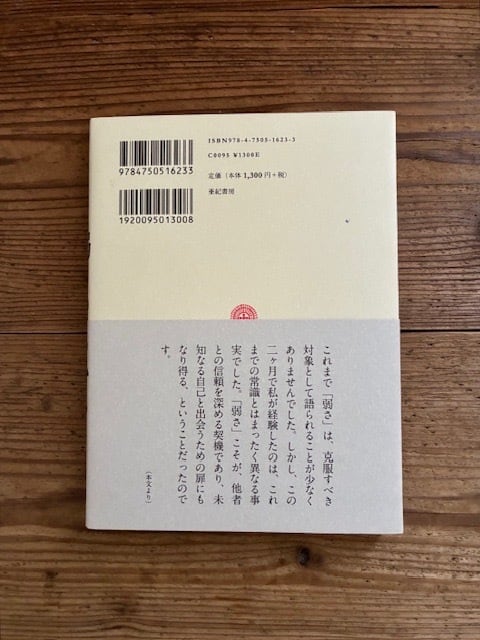 ISBN978-4-7505-1623-3
C0095 ¥1300E
定価（本体1,300円+税）
亜紀書房
9784750516233
1920095013008
これまで「弱さ」は、克服すべき
対象として語られることが少なく
ありませんでした。しかし、この
二ヶ月で私が経験したのは、これ
までの常識とはまったく異なる事
実でした。「弱さ」こそが、他者
との信頼を深める契機であり、未
知なる自己と出会うための扉にも
なり得る、ということだったので
す。
（本文より）